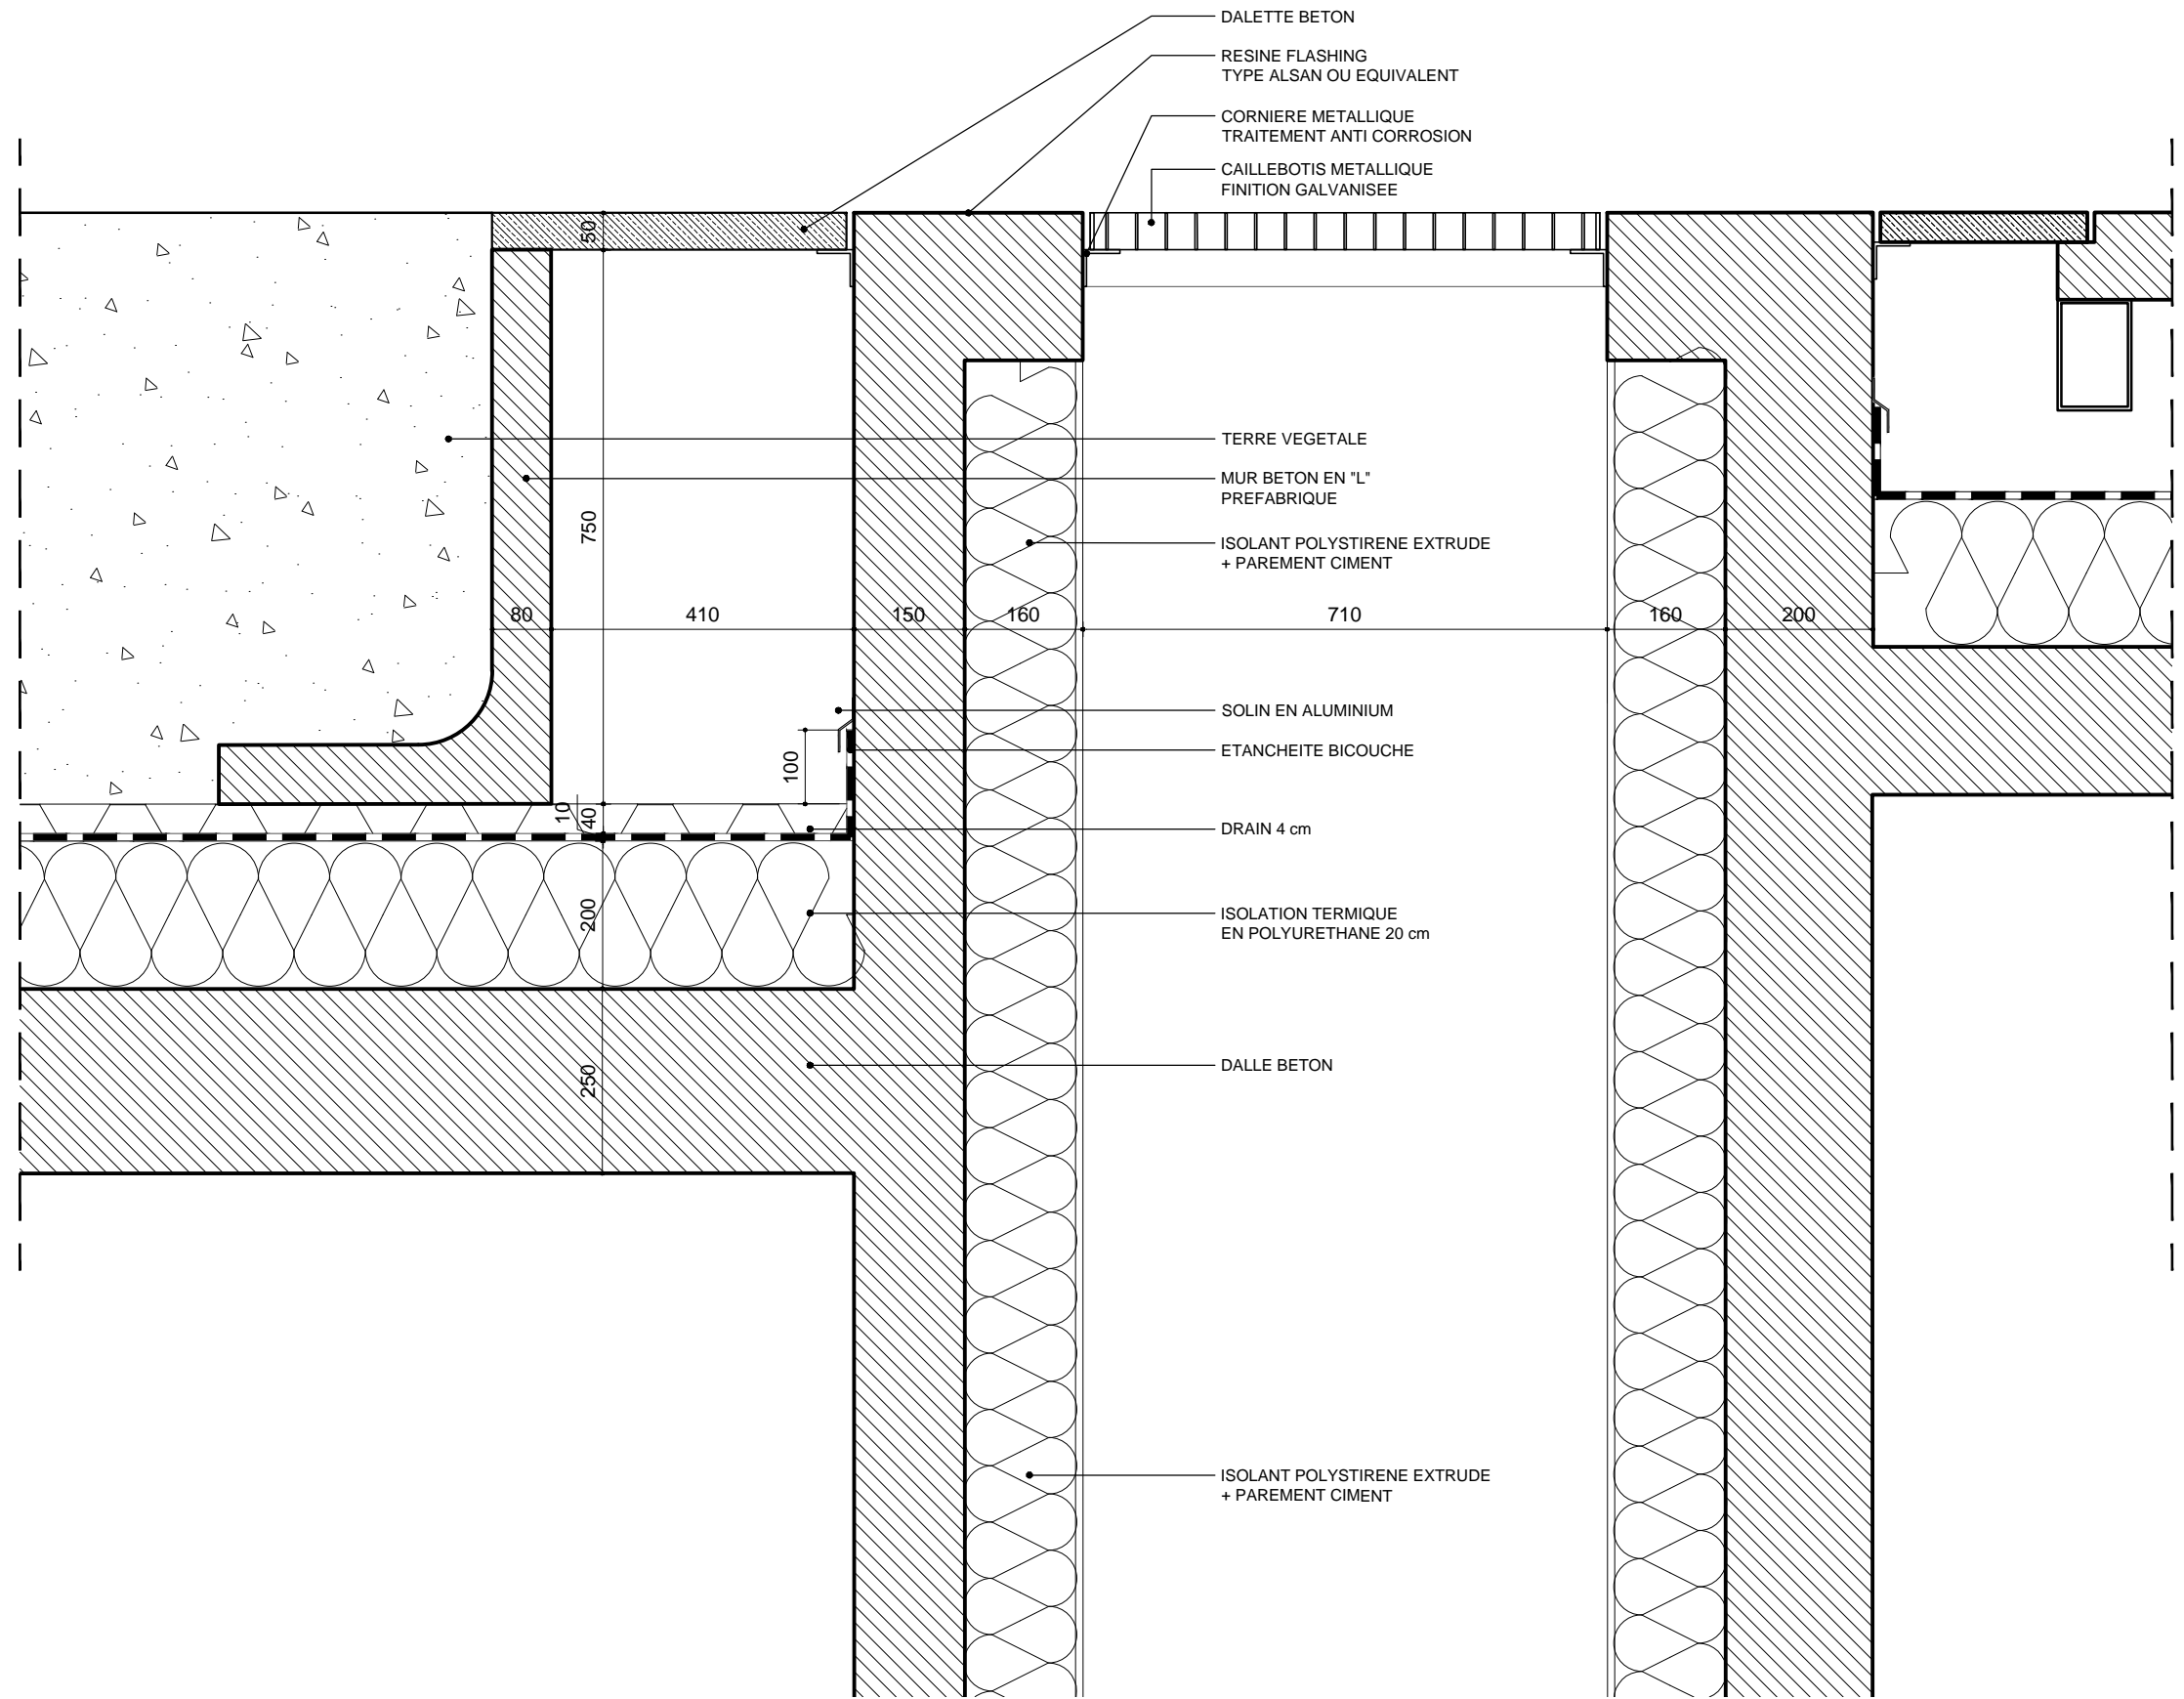 DALETTE BETON
RESINE FLASHING
TYPE ALSAN OU EQUIVALENT
CORNIERE METALLIQUE
TRAITEMENT ANTI CORROSION
CAILLEBOTIS METALLIQUE
FINITION GALVANISEE
50
TERRE VEGETALE
MUR BETON EN "L"
PREFABRIQUE
750
ISOLANT POLYSTIRENE EXTRUDE
+ PAREMENT CIMENT
80 410 150 160 710 160 200
SOLIN EN ALUMINIUM
ETANCHEITE BICOUCHE
100
10
40
DRAIN 4 cm
200
ISOLATION TERMIQUE
EN POLYURETHANE 20 cm
250
DALLE BETON
ISOLANT POLYSTIRENE EXTRUDE
+ PAREMENT CIMENT